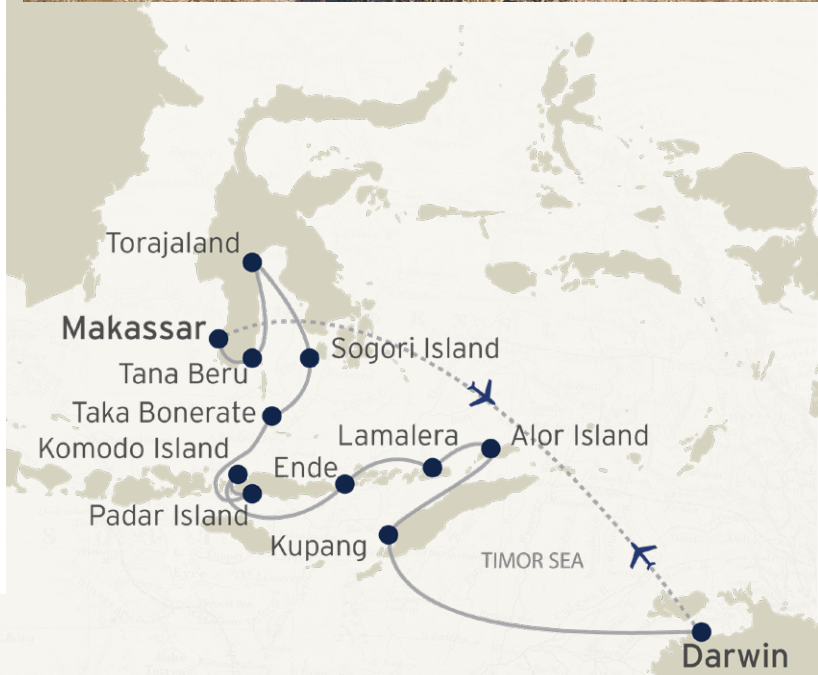 Torajaland
Makassar
Sogori Island
Tana Beru
Taka Bonerate
Komodo Island
Lamalera
Alor Island
Ende
Padar Island
Kupang
TIMOR SEA
Darwin